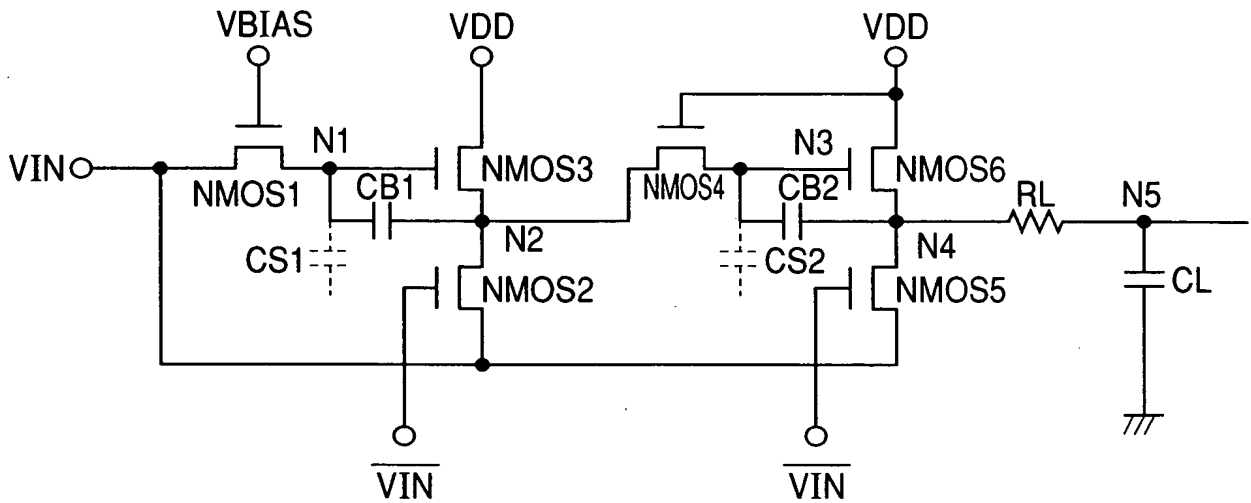 VBIAS
VDD
VDD
VIN
N1
N3
NMOS1
NMOS3
NMOS4
NMOS6
CB1
CB2
RL
N5
N2
N4
CS1
CS2
NMOS2
NMOS5
CL
VIN
VIN